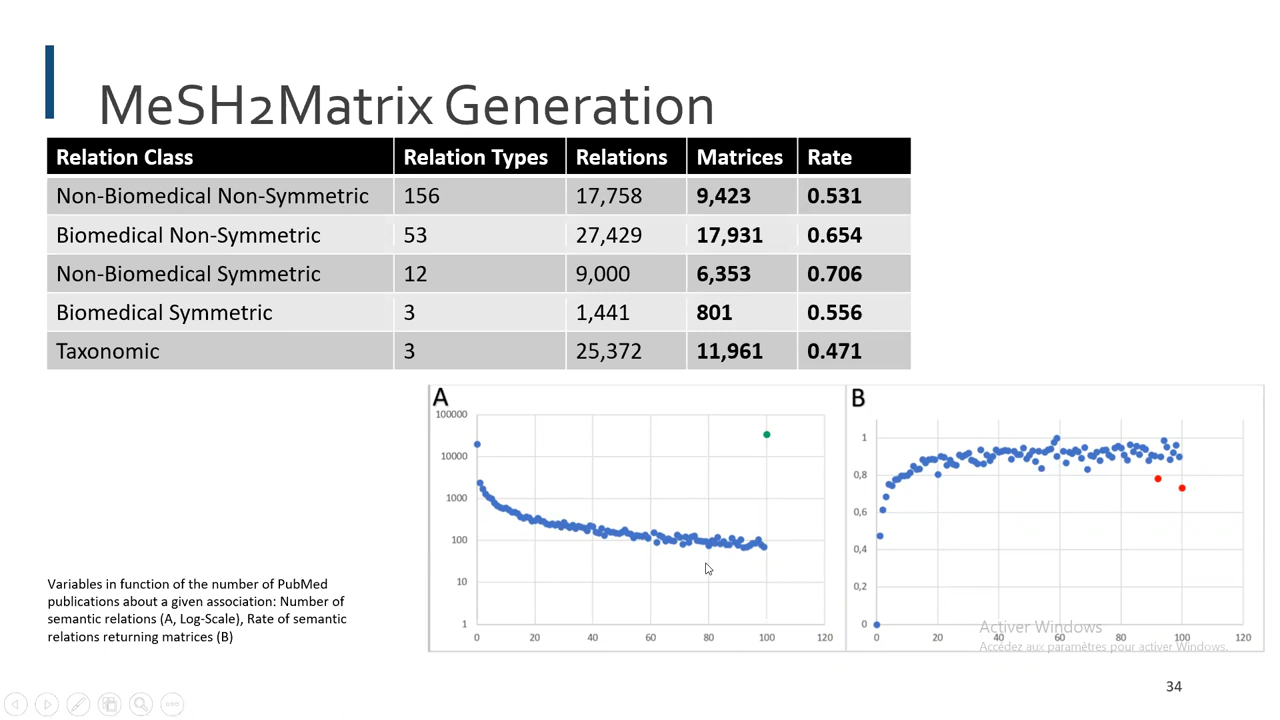 MeSH2Matrix Generation
Relation Class Relation Types Relations Matrices Rate
Non-Biomedical Non-Symmetric 156 17,758 9,423 0.531
Biomedical Non-Symmetric 53 27,429 17,931 0.654
Non-Biomedical Symmetric 12 9,000 6,353 0.706
Biomedical Symmetric 3 1,441 801 0.556
Taxonomic 3 25,372 11,961 0.471
A
100000
10000
1000
100
10
1
0 20 40 60 80 100 120
B
1
0,8
0,6
0,4
0,2
0
0 20 40 60 80 100 120
Variables in function of the number of PubMed
publications about a given association: Number of
semantic relations (A, Log-Scale), Rate of semantic
relations returning matrices (B)
Activer Windows
Accédez aux paramètres pour activer Windows.
34